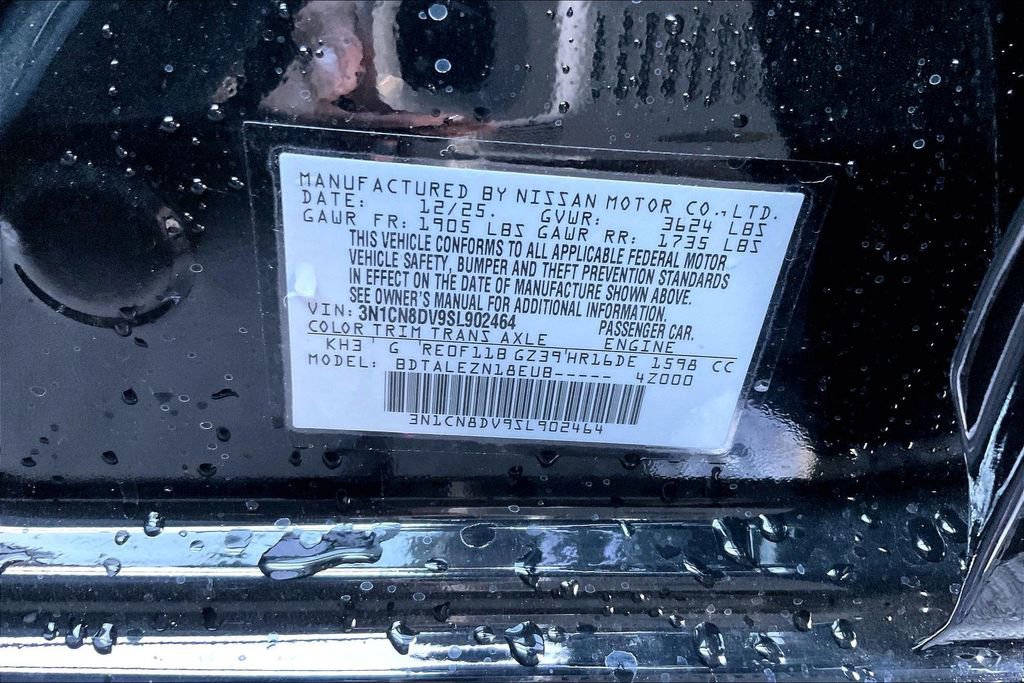 MANUFACTURED BY NISSAN MOTOR CO.,LTD.
DATE: 12/25. GVWR: 3624 LBS
GAWR FR: 1905 LBS GAWR RR: 1735 LBS
THIS VEHICLE CONFORMS TO ALL APPLICABLE FEDERAL MOTOR
VEHICLE SAFETY, BUMPER AND THEFT PREVENTION STANDARDS
IN EFFECT ON THE DATE OF MANUFACTURE SHOWN ABOVE.
SEE OWNER'S MANUAL FOR ADDITIONAL INFORMATION.
VIN: 3N1CN8DV9SL902464 PASSENGER CAR.
COLOR TRIM TRANS AXLE ENGINE
KH3 G RE0F11B GZ39 HR16DE 1598 CC
MODEL: BDTALEZN18EUB----- 4Z000
3N1CN8DV9SL902464